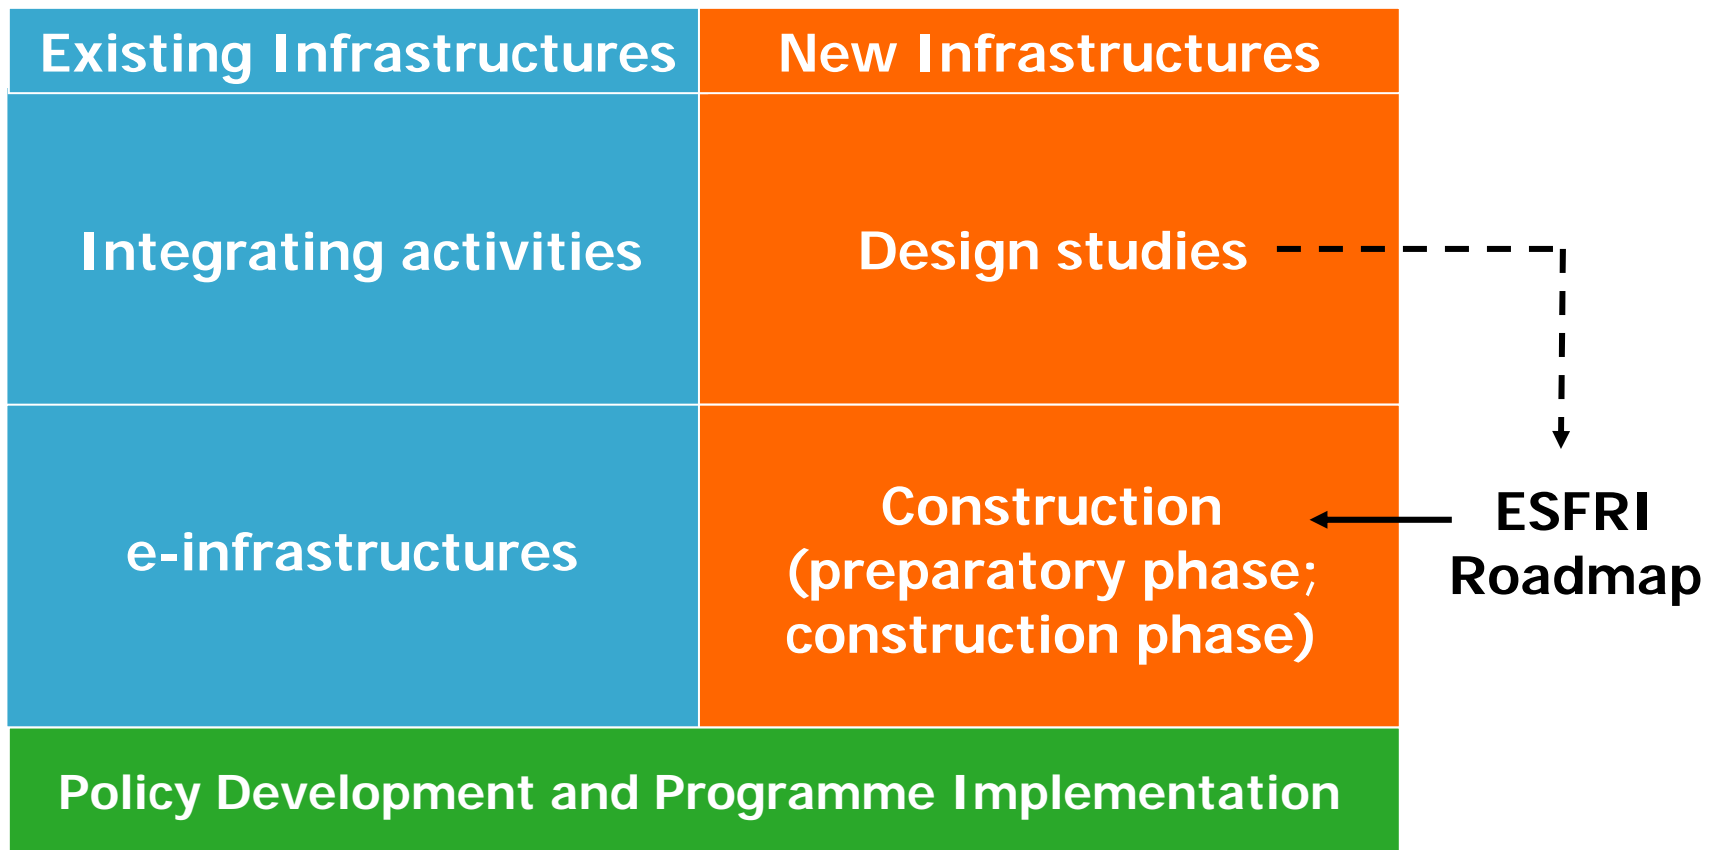 Existing Infrastructures
New Infrastructures
Integrating activities
Design studies
e-infrastructures
Construction
(preparatory phase;
construction phase)
ESFRI
Roadmap
Policy Development and Programme Implementation